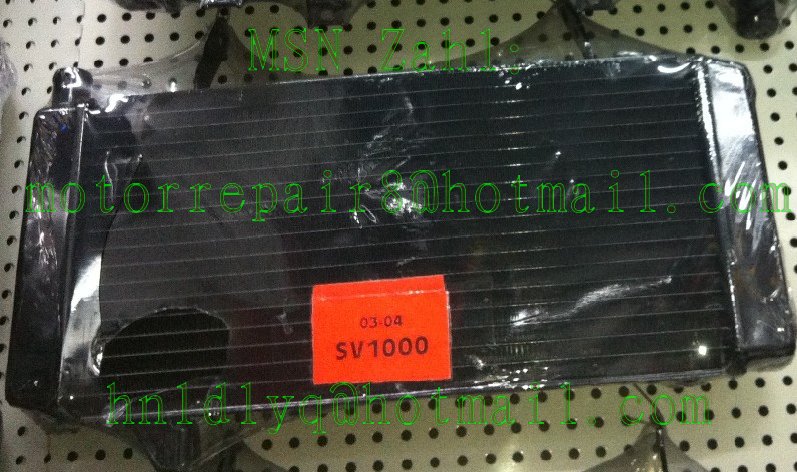 MSN Zahl:
motorrepair8@hotmail.com
03-04
SV1000
hnldlyq@hotmail.com